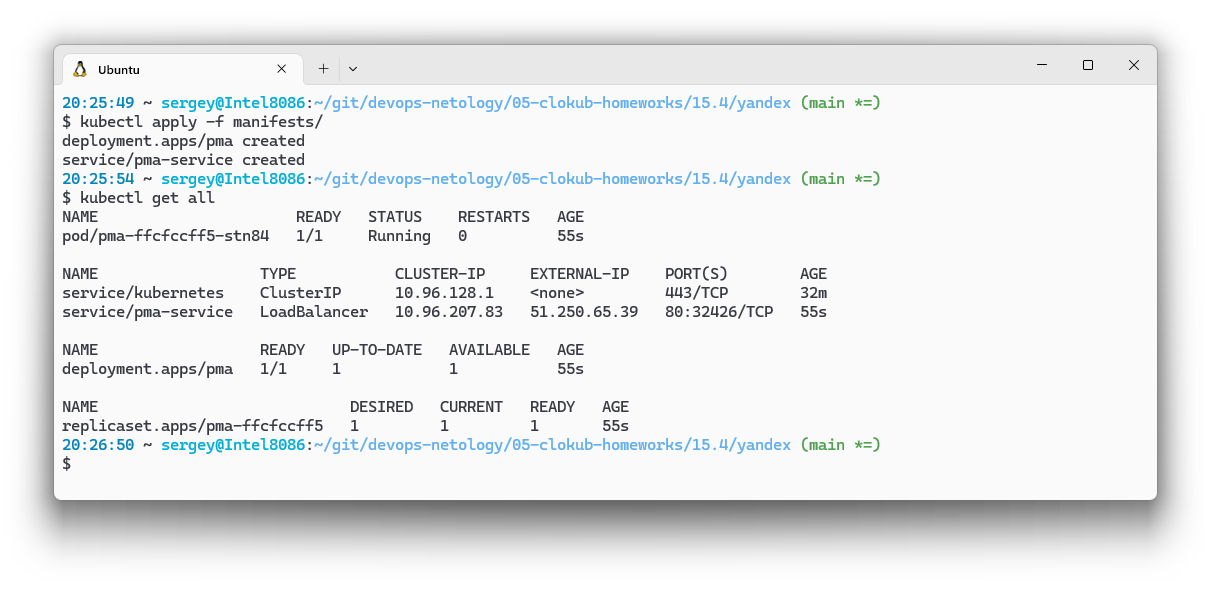 Ubuntu
20:25:49 ~ sergey@Intel8086:~/git/devops-netology/05-clokub-homeworks/15.4/yandex (main *=)
$ kubectl apply -f manifests/
deployment.apps/pma created
service/pma-service created
20:25:54 ~ sergey@Intel8086:~/git/devops-netology/05-clokub-homeworks/15.4/yandex (main *=)
$ kubectl get all
NAME                      READY   STATUS    RESTARTS   AGE
pod/pma-ffcfccff5-stn84   1/1     Running   0          55s

NAME                  TYPE           CLUSTER-IP     EXTERNAL-IP    PORT(S)        AGE
service/kubernetes    ClusterIP      10.96.128.1    <none>         443/TCP        32m
service/pma-service   LoadBalancer   10.96.207.83   51.250.65.39   80:32426/TCP   55s

NAME                  READY   UP-TO-DATE   AVAILABLE   AGE
deployment.apps/pma   1/1     1            1           55s

NAME                            DESIRED   CURRENT   READY   AGE
replicaset.apps/pma-ffcfccff5   1         1         1       55s
20:26:50 ~ sergey@Intel8086:~/git/devops-netology/05-clokub-homeworks/15.4/yandex (main *=)
$